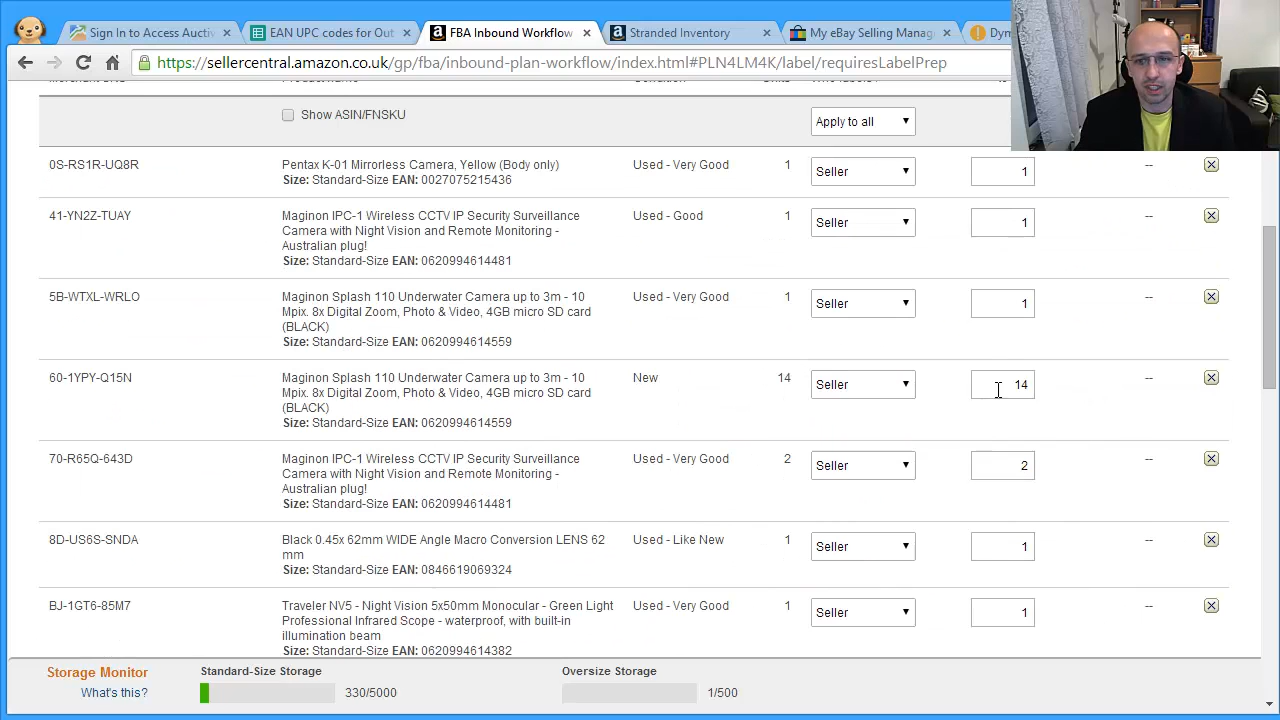 Sign In to Access Auctiv
EAN UPC codes for Out
FBA Inbound Workflow
Stranded Inventory
My eBay Selling Manag
Dym
https://sellercentral.amazon.co.uk/gp/fba/inbound-plan-workflow/index.html#PLN4LM4K/label/requiresLabelPrep
Show ASIN/FNSKU
Apply to all
0S-RS1R-UQ8R Pentax K-01 Mirrorless Camera, Yellow (Body only) Used - Very Good 1 Seller 1 --
Size: Standard-Size EAN: 0027075215436
41-YN2Z-TUAY Maginon IPC-1 Wireless CCTV IP Security Surveillance Used - Good 1 Seller 1 --
Camera with Night Vision and Remote Monitoring -
Australian plug!
Size: Standard-Size EAN: 0620994614481
5B-WTXL-WRLO Maginon Splash 110 Underwater Camera up to 3m - 10 Used - Very Good 1 Seller 1 --
Mpix. 8x Digital Zoom, Photo & Video, 4GB micro SD card
(BLACK)
Size: Standard-Size EAN: 0620994614559
60-1YPY-Q15N Maginon Splash 110 Underwater Camera up to 3m - 10 New 14 Seller 14 --
Mpix. 8x Digital Zoom, Photo & Video, 4GB micro SD card
(BLACK)
Size: Standard-Size EAN: 0620994614559
70-R65Q-643D Maginon IPC-1 Wireless CCTV IP Security Surveillance Used - Very Good 2 Seller 2 --
Camera with Night Vision and Remote Monitoring -
Australian plug!
Size: Standard-Size EAN: 0620994614481
8D-US6S-SNDA Black 0.45x 62mm WIDE Angle Macro Conversion LENS 62 Used - Like New 1 Seller 1 --
mm
Size: Standard-Size EAN: 0846619069324
BJ-1GT6-85M7 Traveler NV5 - Night Vision 5x50mm Monocular - Green Light Used - Very Good 1 Seller 1 --
Professional Infrared Scope - waterproof, with built-in
illumination beam
Size: Standard-Size EAN: 0620994614382
Storage Monitor Standard-Size Storage Oversize Storage
What's this? 330/5000 1/500